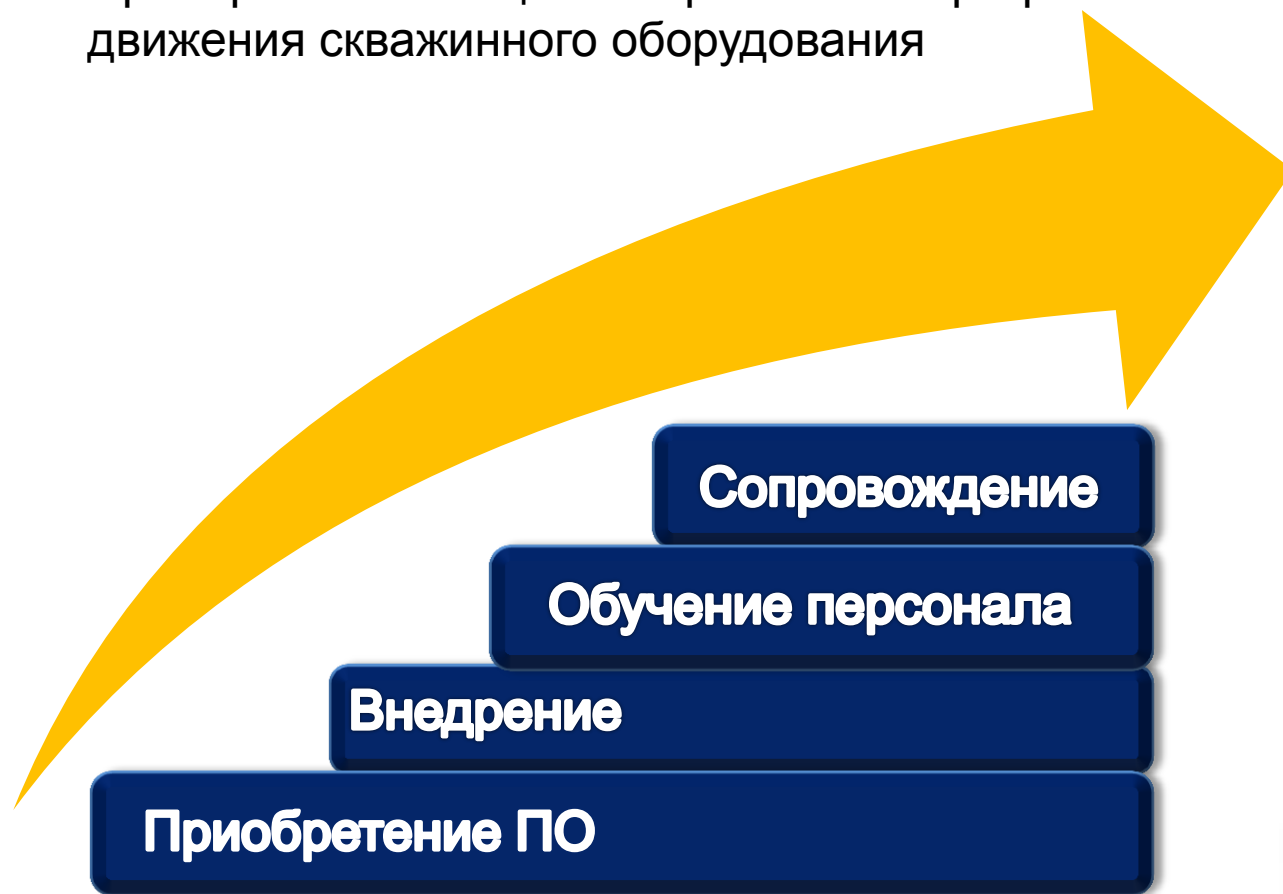 движения скважинного оборудования
Сопровождение
Обучение персонала
Внедрение
Приобретение ПО